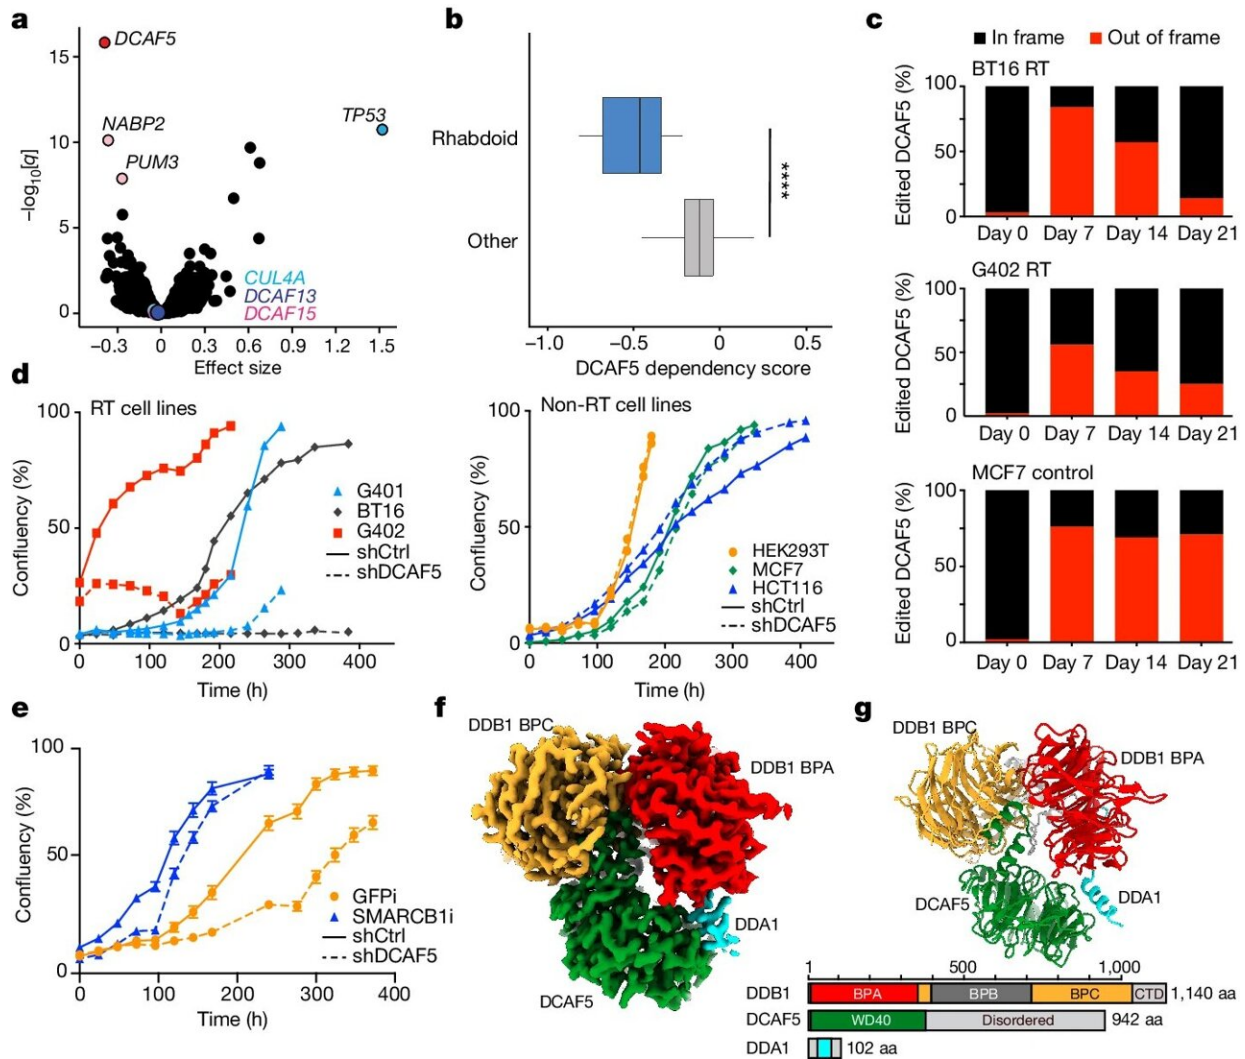 a
DCAF5
NABP2
PUM3
TP53
CUL4A
DCAF13
DCAF15
−log10[q]
15
10
5
0
−0.3 0 0.3 0.6 0.9 1.2 1.5
Effect size
b
Rhabdoid
Other
****
−1.0 −0.5 0 0.5
DCAF5 dependency score
c
In frame Out of frame
BT16 RT
Edited DCAF5 (%)
100
50
0
Day 0 Day 7 Day 14 Day 21
G402 RT
Edited DCAF5 (%)
100
50
0
Day 0 Day 7 Day 14 Day 21
MCF7 control
Edited DCAF5 (%)
100
50
0
Day 0 Day 7 Day 14 Day 21
d
RT cell lines
Confluency (%)
100
50
0
G401
BT16
G402
shCtrl
shDCAF5
0 100 200 300 400
Time (h)
Non-RT cell lines
Confluency (%)
100
50
0
HEK293T
MCF7
HCT116
shCtrl
shDCAF5
0 100 200 300 400
Time (h)
e
Confluency (%)
100
50
0
GFPi
SMARCB1i
shCtrl
shDCAF5
0 100 200 300 400
Time (h)
f
DDB1 BPC
DDB1 BPA
DDA1
DCAF5
g
DDB1 BPC
DDB1 BPA
DDA1
DCAF5
1 500 1,000
DDB1 BPA BPB BPC CTD 1,140 aa
DCAF5 WD40 Disordered 942 aa
DDA1 102 aa